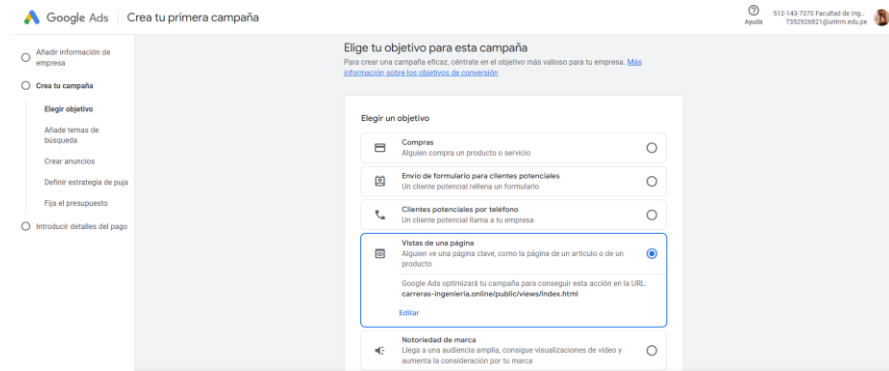 Google Ads
Crea tu primera campaña
Ayuda
512-143-7370 Facultad de Ing...
7352926821@untrm.edu.pe
Añadir información de
empresa
Crea tu campaña
Elegir objetivo
Añade temas de
búsqueda
Crear anuncios
Definir estrategia de puja
Fija el presupuesto
Introducir detalles del pago
Elige tu objetivo para esta campaña
Para crear una campaña eficaz, céntrate en el objetivo más valioso para tu empresa. Más
información sobre los objetivos de conversión
Elegir un objetivo
Compras
Alguien compra un producto o servicio
Envío de formulario para clientes potenciales
Un cliente potencial rellena un formulario
Clientes potenciales por teléfono
Un cliente potencial llama a tu empresa
Vistas de una página
Alguien ve una página clave, como la página de un artículo o de un
producto
Google Ads optimizará tu campaña para conseguir esta acción en la URL:
carreras-ingenieria.online/public/views/index.html
Editar
Notoriedad de marca
Llega a una audiencia amplia, consigue visualizaciones de vídeo y
aumenta la consideración por tu marca